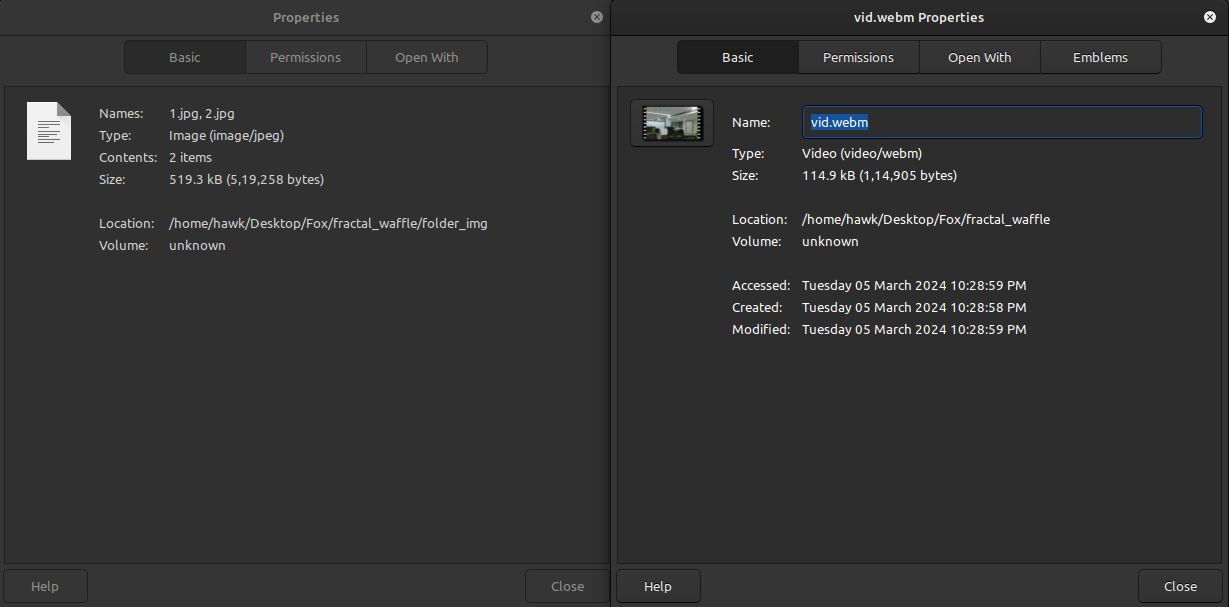 Properties
Basic Permissions Open With
Names: 1.jpg, 2.jpg
Type: Image (image/jpeg)
Contents: 2 items
Size: 519.3 kB (5,19,258 bytes)
Location: /home/hawk/Desktop/Fox/fractal_waffle/folder_img
Volume: unknown
Help Close
vid.webm Properties
Basic Permissions Open With Emblems
Name: vid.webm
Type: Video (video/webm)
Size: 114.9 kB (1,14,905 bytes)
Location: /home/hawk/Desktop/Fox/fractal_waffle
Volume: unknown
Accessed: Tuesday 05 March 2024 10:28:59 PM
Created: Tuesday 05 March 2024 10:28:58 PM
Modified: Tuesday 05 March 2024 10:28:59 PM
Help Close